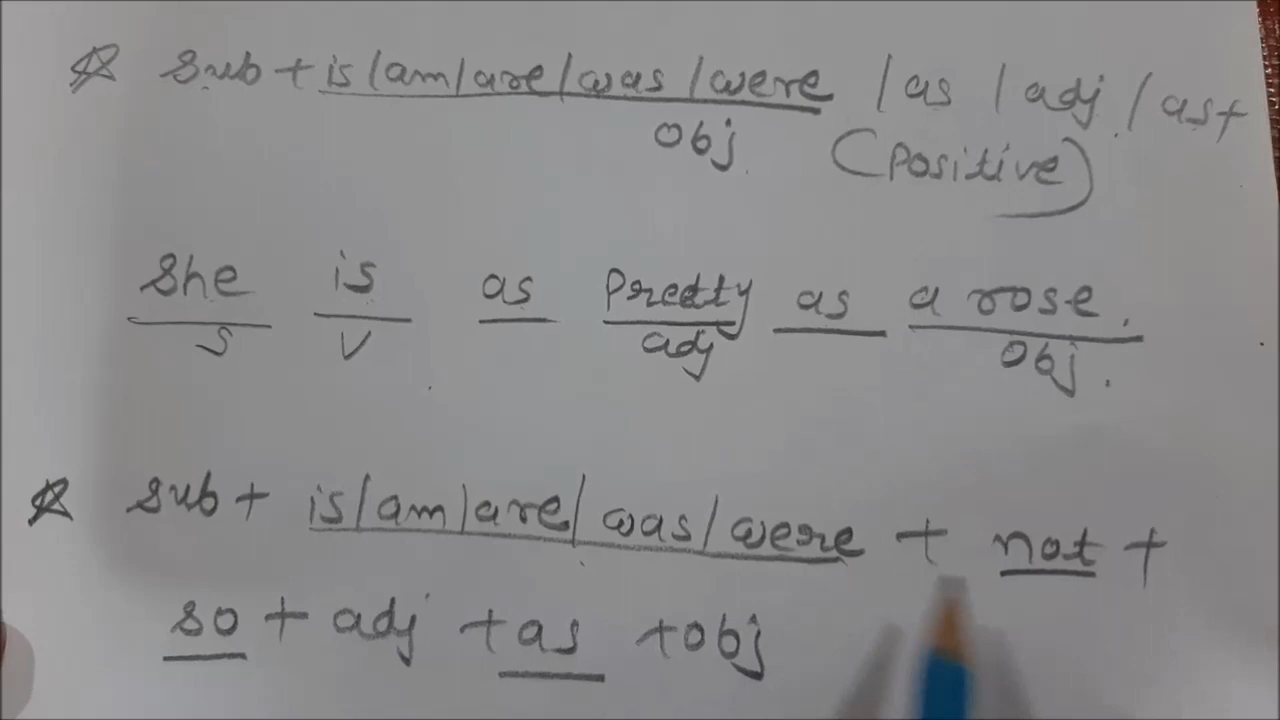 ☆ Sub + is/am/are/was/were / as / adj / as +
obj (positive)
She is as Pretty as a rose.
S V adj obj.
☆ sub + is/am/are/was/were + not +
so + adj + as + obj